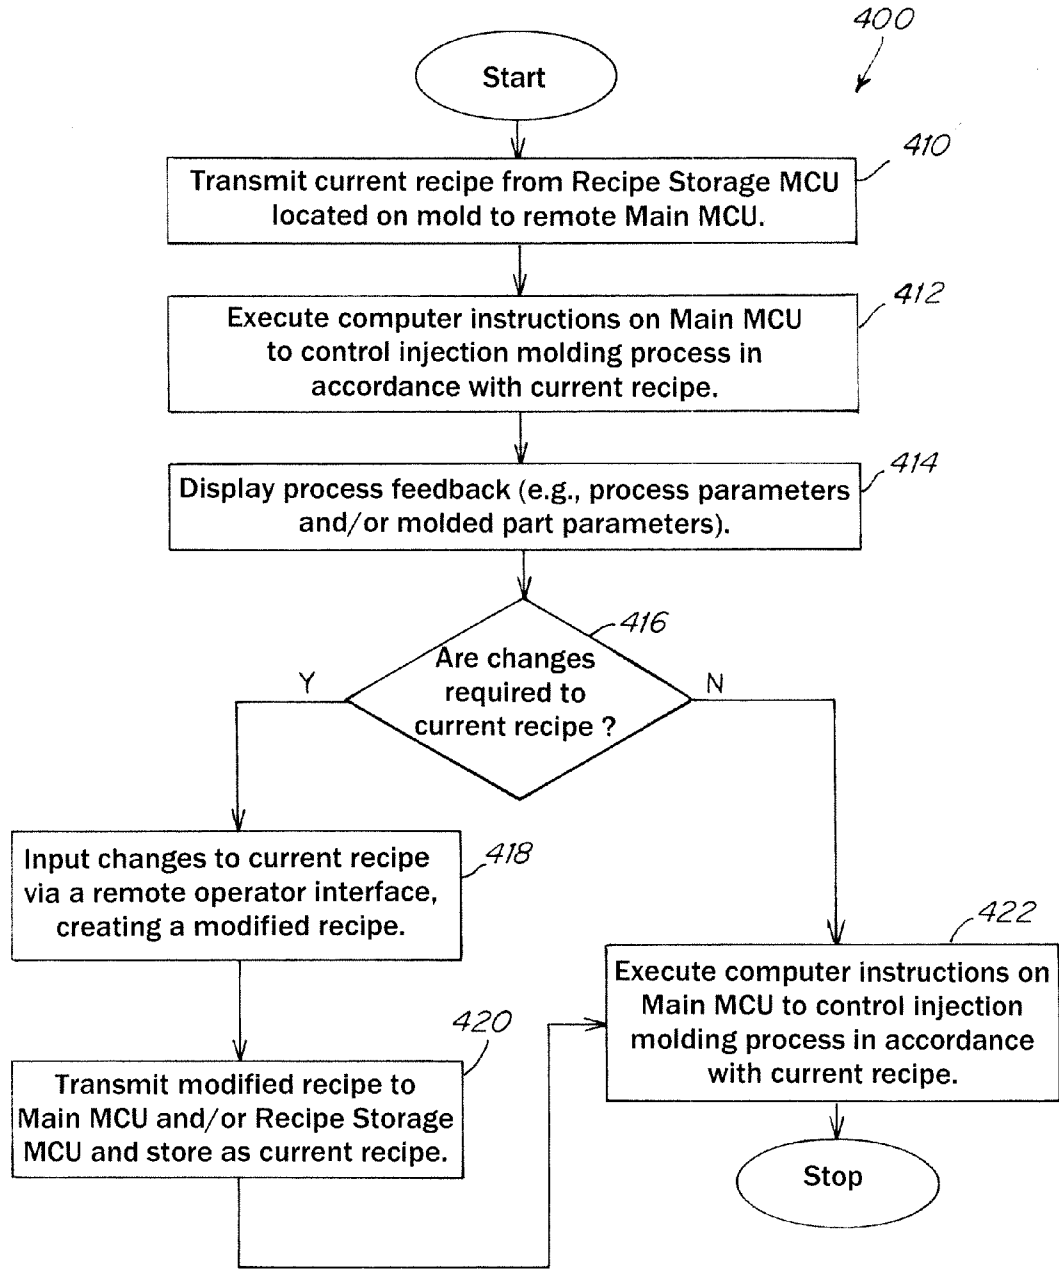 400
Start
410
Transmit current recipe from Recipe Storage MCU
located on mold to remote Main MCU.
412
Execute computer instructions on Main MCU
to control injection molding process in
accordance with current recipe.
414
Display process feedback (e.g., process parameters
and/or molded part parameters).
416
Are changes
required to
current recipe ?
Y
N
418
Input changes to current recipe
via a remote operator interface,
creating a modified recipe.
420
Transmit modified recipe to
Main MCU and/or Recipe Storage
MCU and store as current recipe.
422
Execute computer instructions on
Main MCU to control injection
molding process in accordance
with current recipe.
Stop